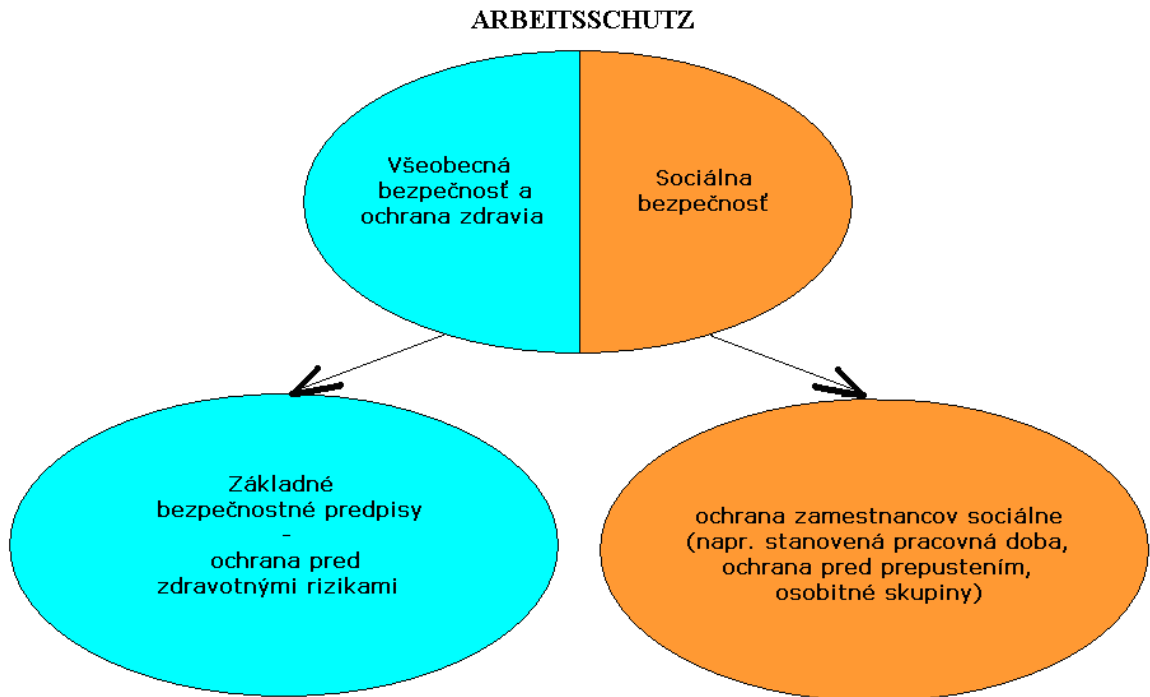 ARBEITSSCHUTZ
Všeobecná
bezpečnosť a
ochrana zdravia
Sociálna
bezpečnosť
Základné
bezpečnostné predpisy
-
ochrana pred
zdravotnými rizikami
ochrana zamestnancov sociálne
(napr. stanovená pracovná doba,
ochrana pred prepustením,
osobitné skupiny)